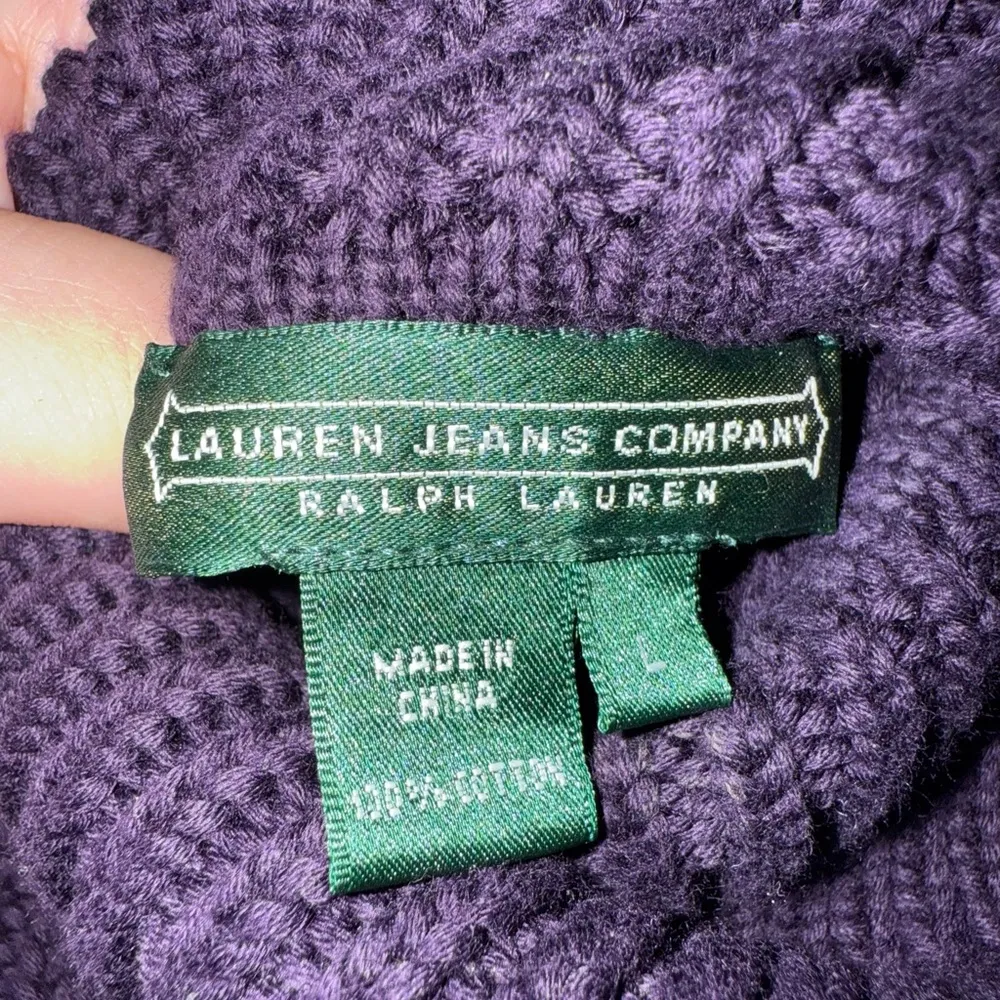 LAUREN JEANS COMPANY
RALPH LAUREN
MADE IN
CHINA
100% COTTON
L